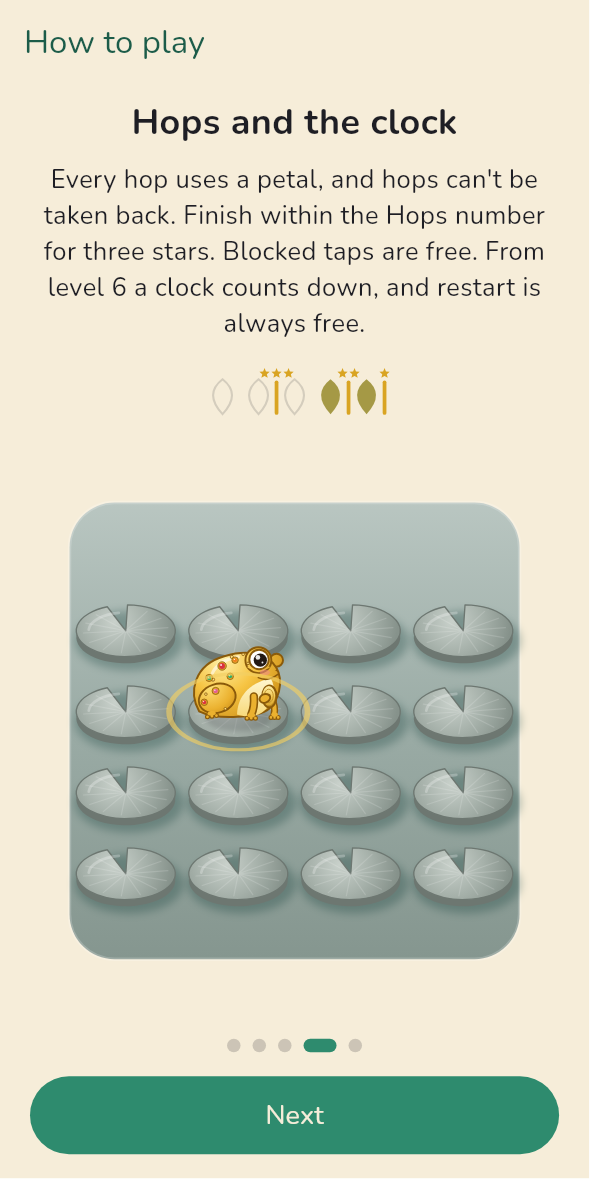 How to play
Hops and the clock
Every hop uses a petal, and hops can't be
taken back. Finish within the Hops number
for three stars. Blocked taps are free. From
level 6 a clock counts down, and restart is
always free.
Next